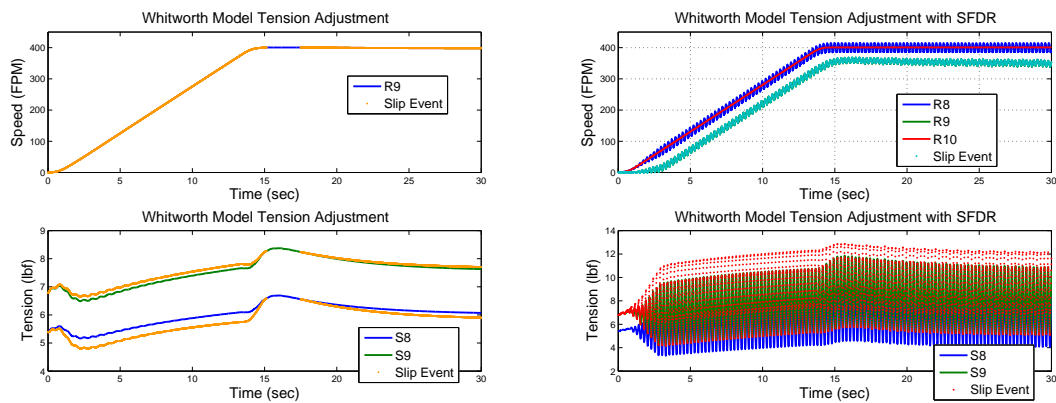 Whitworth Model Tension Adjustment
Speed (FPM)
400
300
200
100
0
0 5 10 15 20 25 30
Time (sec)
R9
Slip Event
Whitworth Model Tension Adjustment with SFDR
Speed (FPM)
400
300
200
100
0
0 5 10 15 20 25 30
Time (sec)
R8
R9
R10
Slip Event
Whitworth Model Tension Adjustment
Tension (lbf)
9
8
7
6
5
4
0 5 10 15 20 25 30
Time (sec)
S8
S9
Slip Event
Whitworth Model Tension Adjustment with SFDR
Tension (lbf)
14
12
10
8
6
4
2
0 5 10 15 20 25 30
Time (sec)
S8
S9
Slip Event